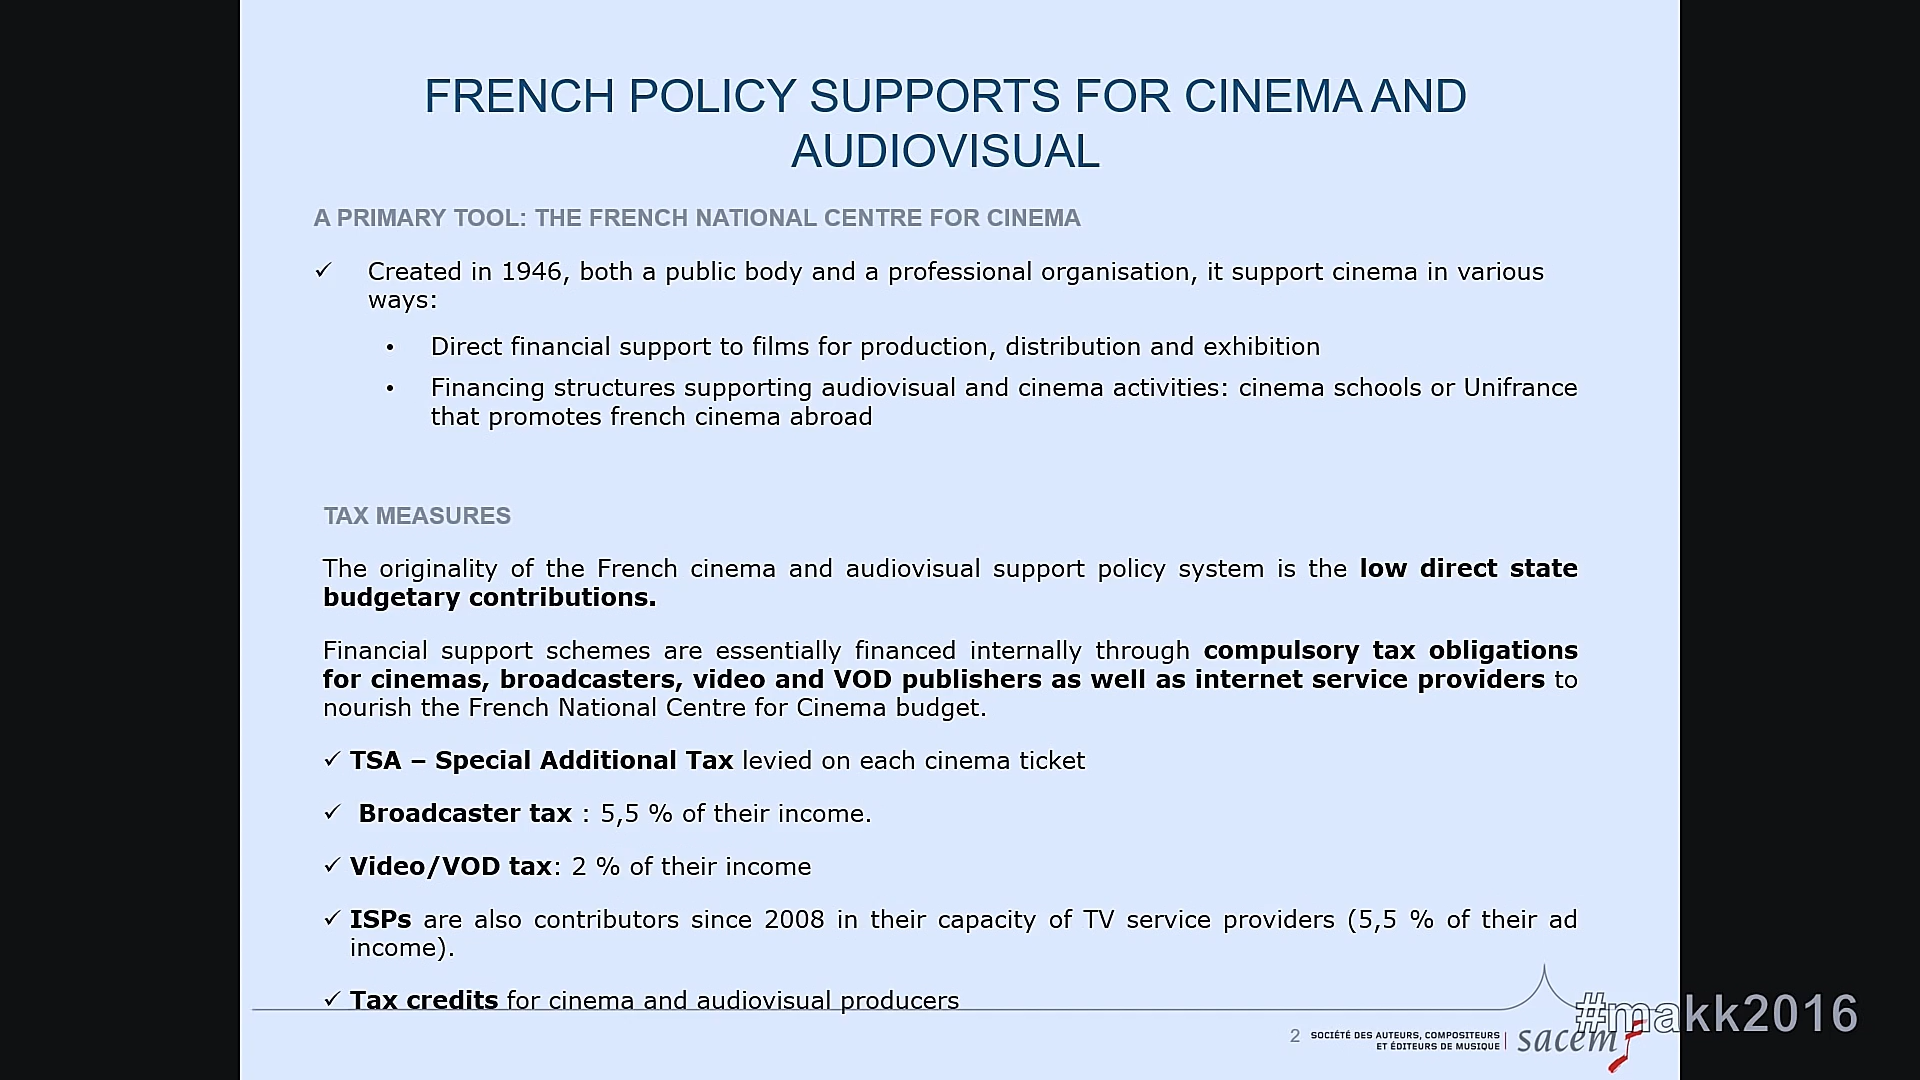 FRENCH POLICY SUPPORTS FOR CINEMA AND
AUDIOVISUAL
A PRIMARY TOOL: THE FRENCH NATIONAL CENTRE FOR CINEMA
✓ Created in 1946, both a public body and a professional organisation, it support cinema in various
ways:
• Direct financial support to films for production, distribution and exhibition
• Financing structures supporting audiovisual and cinema activities: cinema schools or Unifrance
that promotes french cinema abroad
TAX MEASURES
The originality of the French cinema and audiovisual support policy system is the low direct state
budgetary contributions.
Financial support schemes are essentially financed internally through compulsory tax obligations
for cinemas, broadcasters, video and VOD publishers as well as internet service providers to
nourish the French National Centre for Cinema budget.
✓ TSA – Special Additional Tax levied on each cinema ticket
✓ Broadcaster tax : 5,5 % of their income.
✓ Video/VOD tax: 2 % of their income
✓ ISPs are also contributors since 2008 in their capacity of TV service providers (5,5 % of their ad
income).
✓ Tax credits for cinema and audiovisual producers
#makk2016
2 SOCIÉTÉ DES AUTEURS, COMPOSITEURS
ET ÉDITEURS DE MUSIQUE
sacem